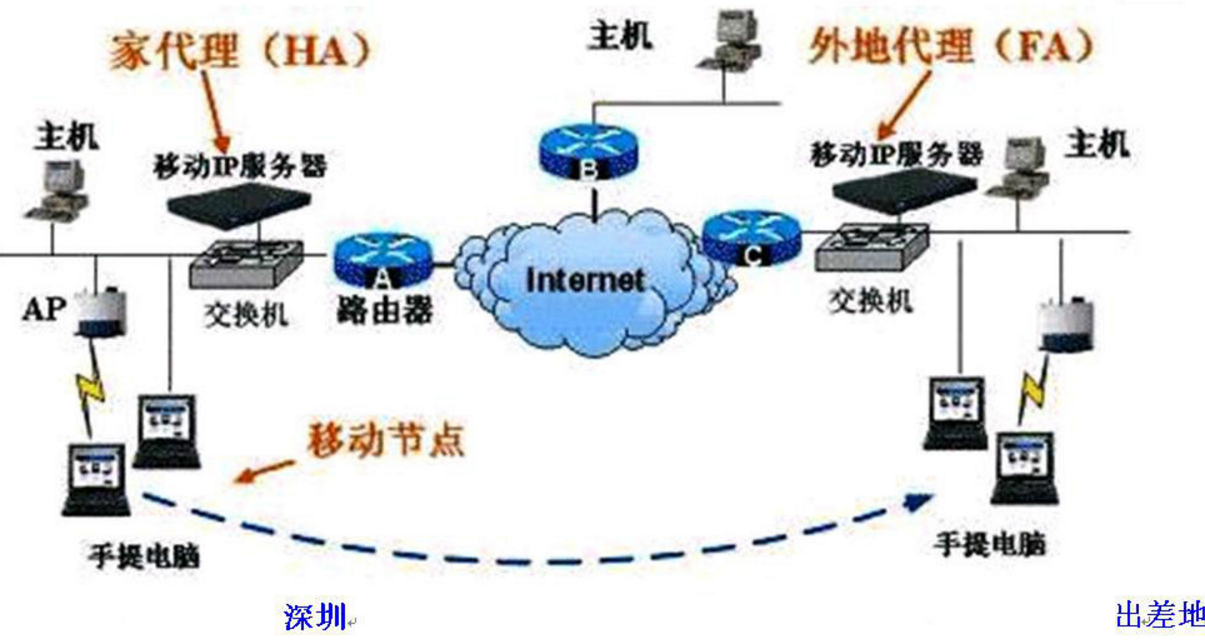 家代理（HA）
主机
外地代理（FA）
主机
移动IP服务器
移动IP服务器
主机
B
A
Internet
C
AP
交换机
路由器
交换机
移动节点
手提电脑
手提电脑
深圳
出差地